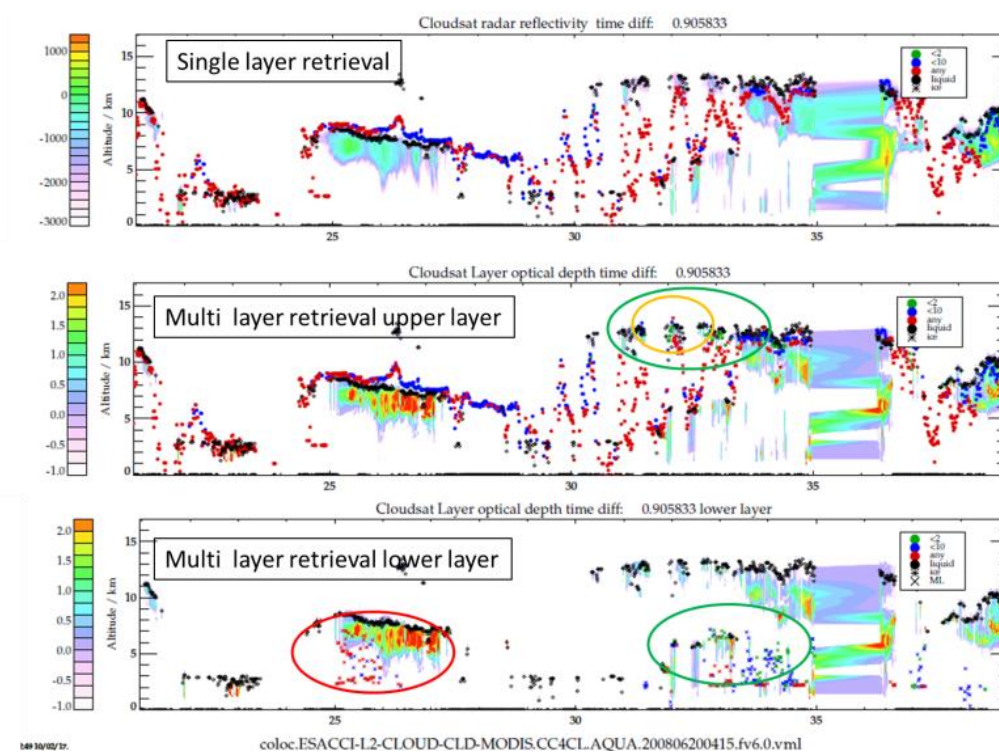 Cloudsat radar reflectivity time diff: 0.905833
Single layer retrieval
1000
0
-1000
-2000
-3000
Altitude / km
15
10
5
0
25
30
35
<2
<10
any
liquid
ice
Cloudsat Layer optical depth time diff: 0.905833
Multi layer retrieval upper layer
2.0
1.5
1.0
0.5
0.0
-0.5
-1.0
Altitude / km
15
10
5
0
25
30
35
<2
<10
any
liquid
ice
Cloudsat Layer optical depth time diff: 0.905833 lower layer
Multi layer retrieval lower layer
2.0
1.5
1.0
0.5
0.0
-0.5
-1.0
Altitude / km
15
10
5
0
25
30
35
<2
<10
any
liquid
ice
ML
coloc.ESACCI-L2-CLOUD-CLD-MODIS.CC4CL.AQUA.200806200415.fv6.0.vml